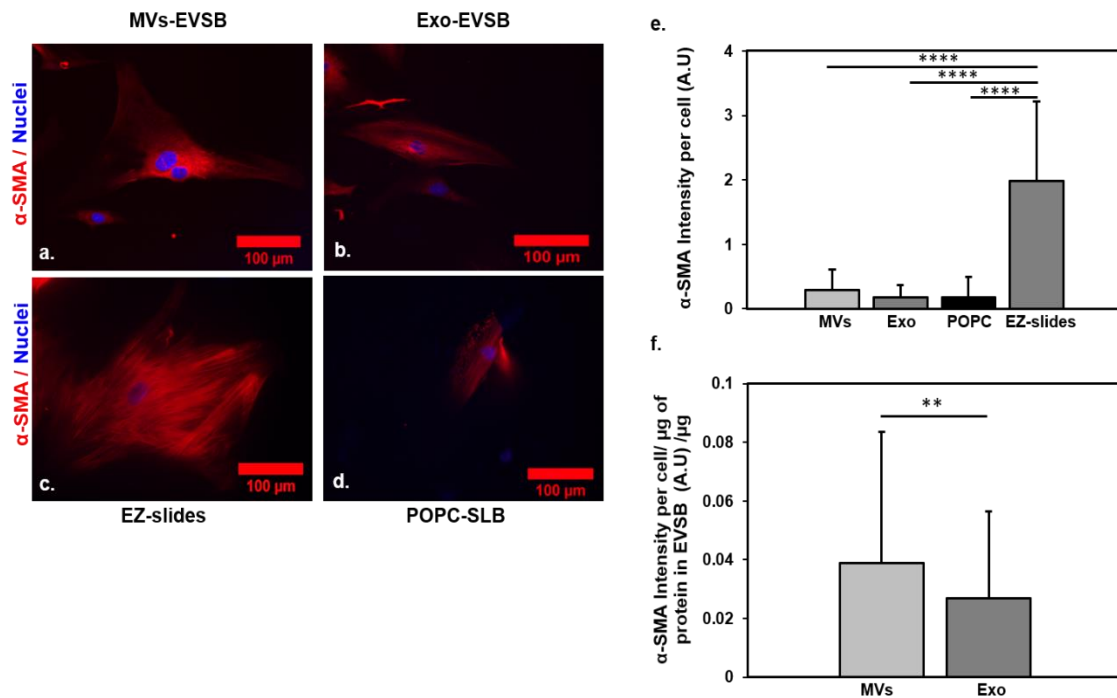 MVs-EVSB
Exo-EVSB
α-SMA / Nuclei
a.
100 µm
b.
100 µm
α-SMA / Nuclei
c.
100 µm
d.
100 µm
EZ-slides
POPC-SLB
e.
α-SMA Intensity per cell (A.U)
4
3
2
1
0
****
****
****
MVs
Exo
POPC
EZ-slides
f.
α-SMA Intensity per cell/ µg of
protein in EVSB (A.U) /µg
0.1
0.08
0.06
0.04
0.02
0
**
MVs
Exo